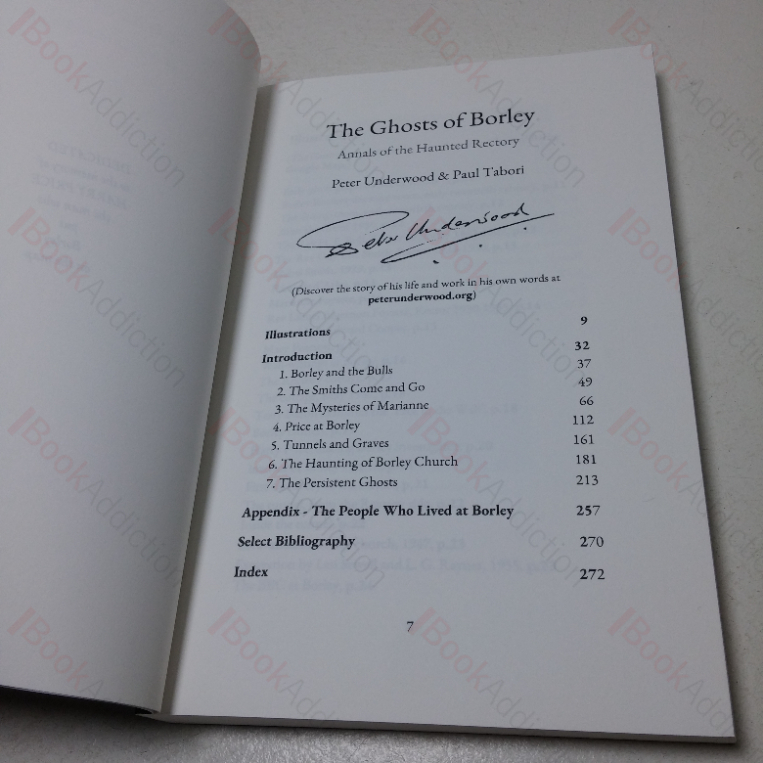 The Ghosts of Borley
Annals of the Haunted Rectory
Peter Underwood & Paul Tabori
Peter Underwood
(Discover the story of his life and work in his own words at
peterunderwood.org)
Illustrations 9
Introduction 32
1. Borley and the Bulls 37
2. The Smiths Come and Go 49
3. The Mysteries of Marianne 66
4. Price at Borley 112
5. Tunnels and Graves 161
6. The Haunting of Borley Church 181
7. The Persistent Ghosts 213
Appendix - The People Who Lived at Borley 257
Select Bibliography 270
Index 272
7
BookAddiction